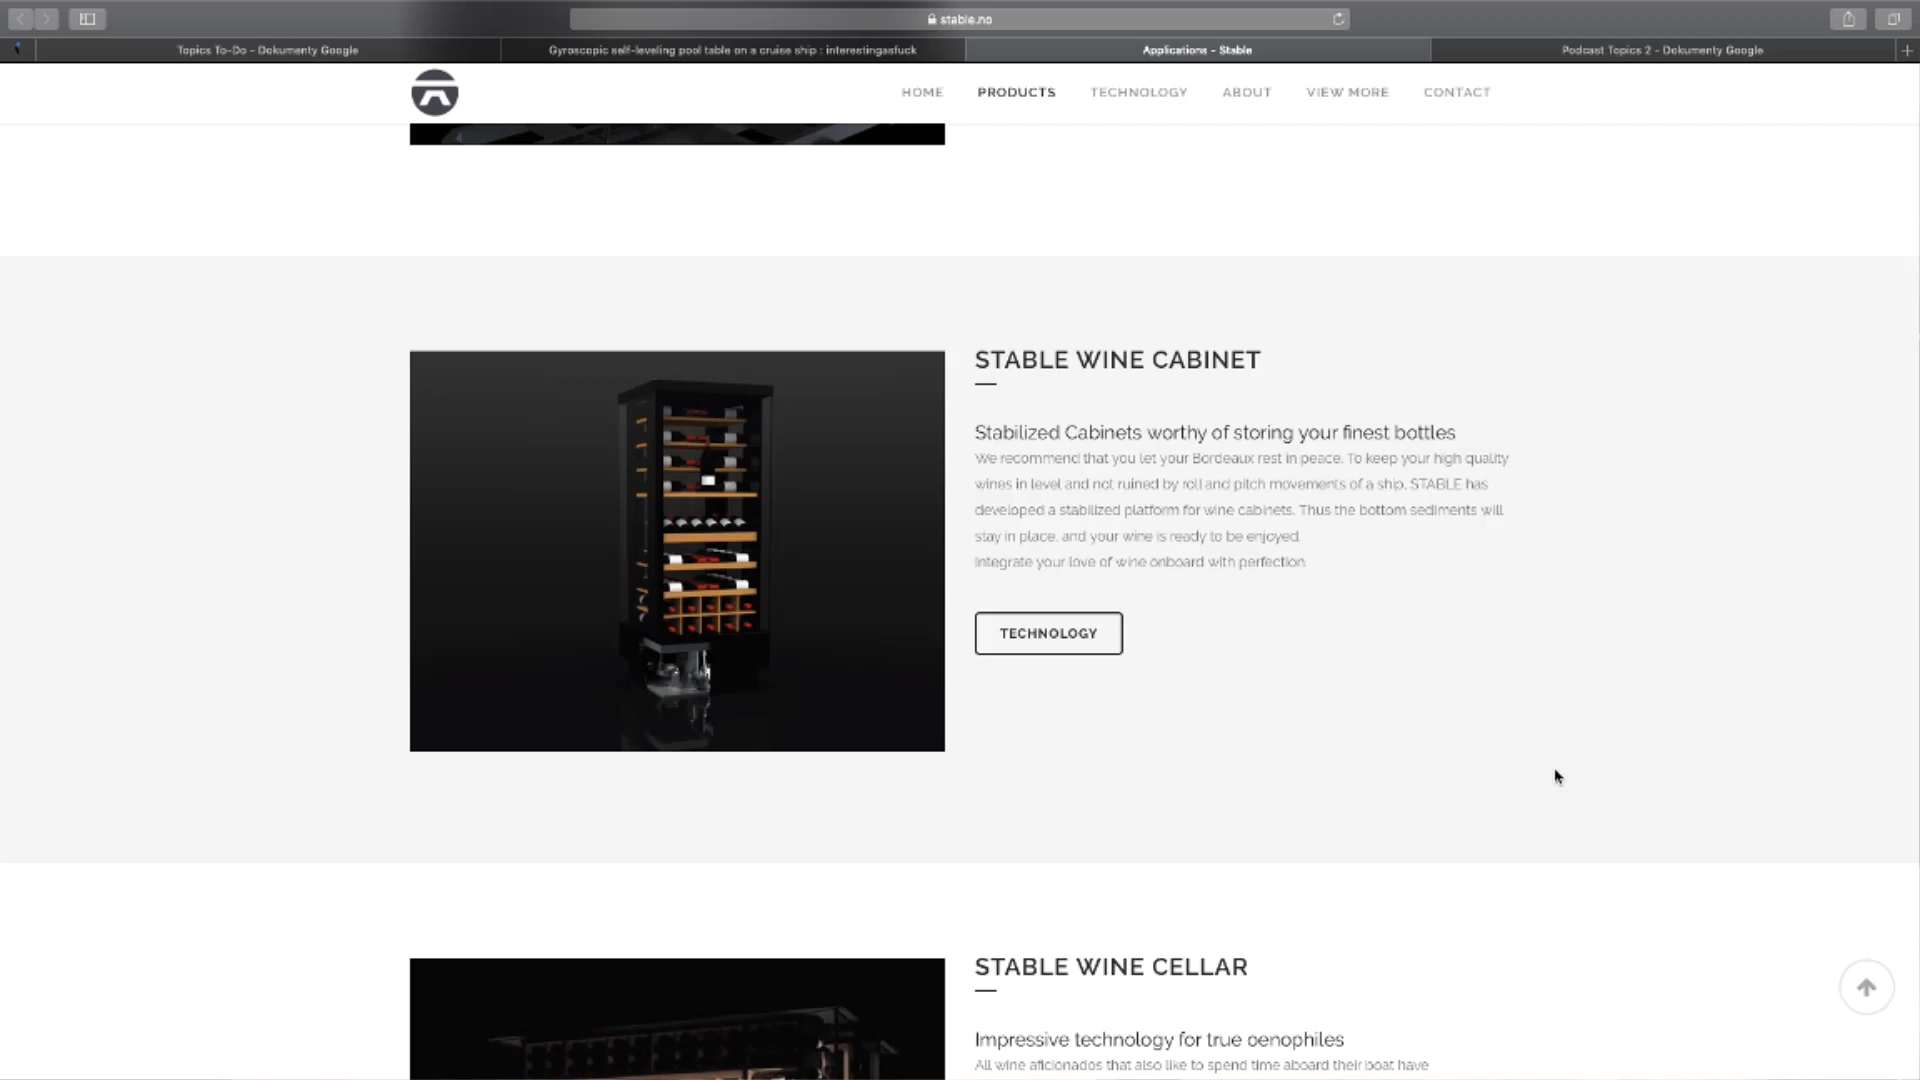 stable.no
Topics To-Do - Dokumenty Google
Gyroscopic self-leveling pool table on a cruise ship : interestingasfuck
Applications - Stable
Podcast Topics 2 - Dokumenty Google
HOME PRODUCTS TECHNOLOGY ABOUT VIEW MORE CONTACT
STABLE WINE CABINET
Stabilized Cabinets worthy of storing your finest bottles
We recommend that you let your Bordeaux rest in peace. To keep your high quality
wines in level and not ruined by roll and pitch movements of a ship, STABLE has
developed a stabilized platform for wine cabinets. Thus the bottom sediments will
stay in place, and your wine is ready to be enjoyed.
Integrate your love of wine onboard with perfection.
TECHNOLOGY
STABLE WINE CELLAR
Impressive technology for true oenophiles
All wine aficionados that also like to spend time aboard their boat have